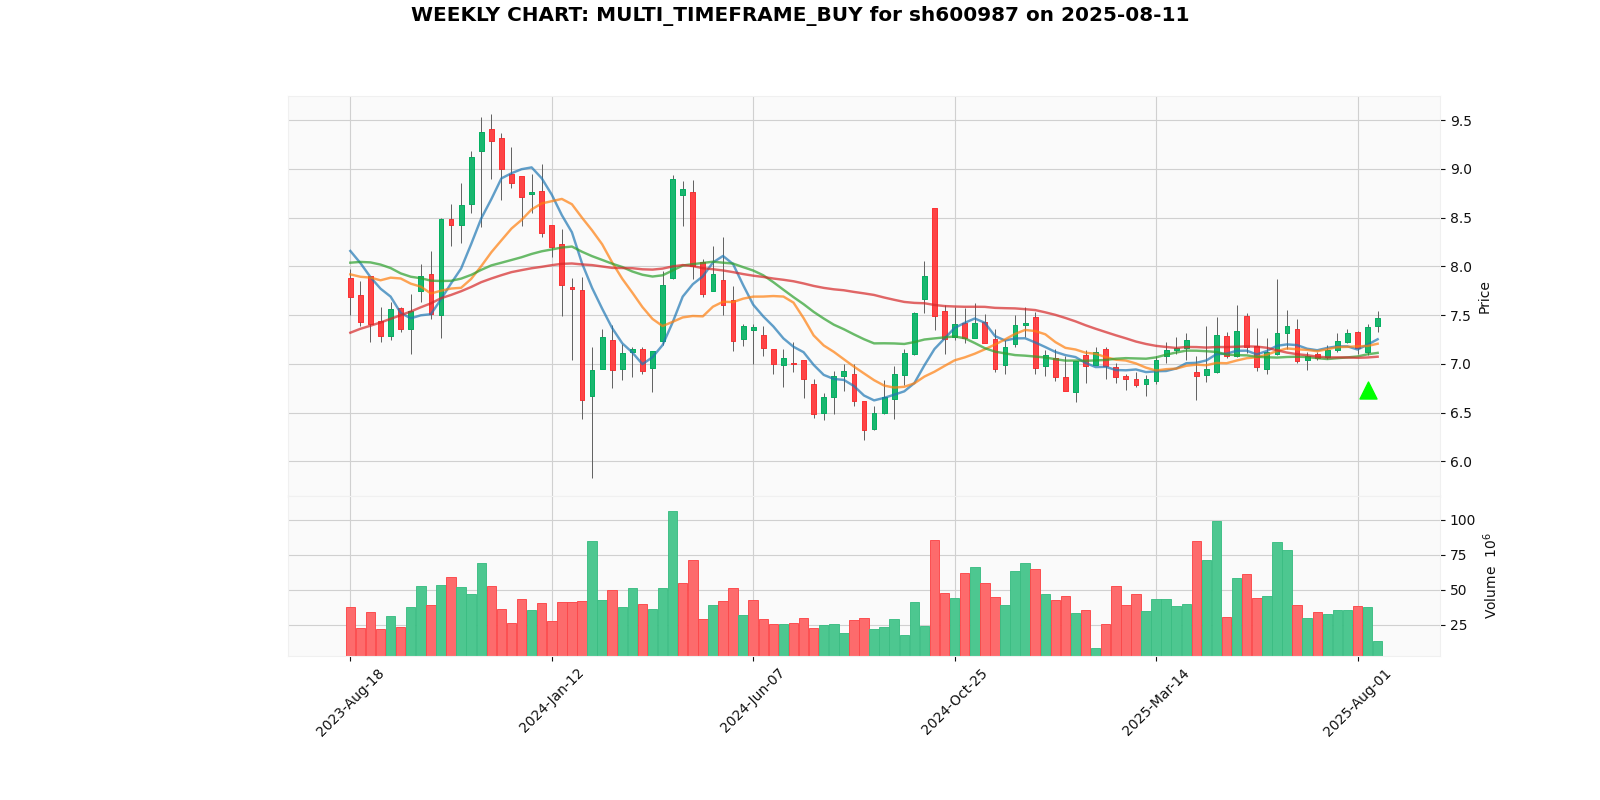 WEEKLY CHART: MULTI_TIMEFRAME_BUY for sh600987 on 2025-08-11
9.5
9.0
8.5
8.0
7.5
7.0
6.5
6.0
Price
100
75
50
25
Volume 10⁶
2023-Aug-18
2024-Jan-12
2024-Jun-07
2024-Oct-25
2025-Mar-14
2025-Aug-01